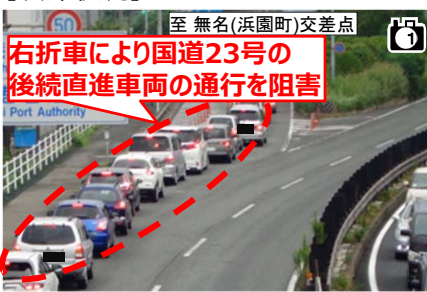 50
至 無名(浜園町)交差点
1
右折車により国道23号の
後続直進車両の通行を阻害
Port Authority